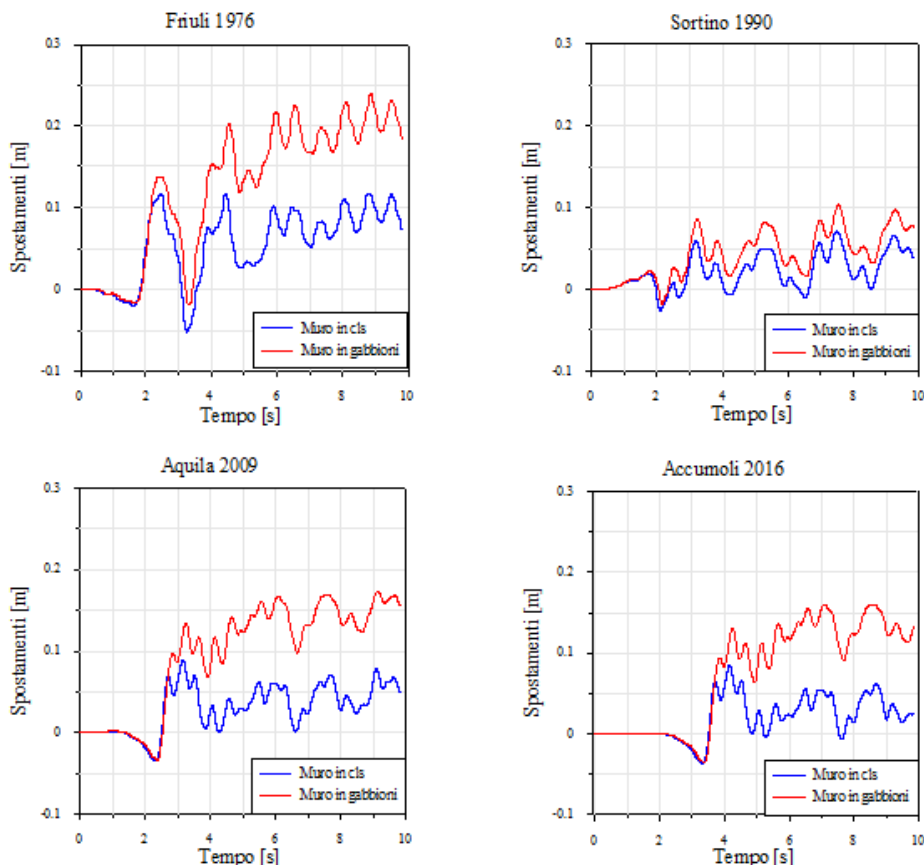 Friuli 1976
0.3
0.2
0.1
0
-0.1
Spostamenti [m]
Muro in cls
Muro in gabbioni
0 2 4 6 8 10
Tempo [s]
Sortino 1990
0.3
0.2
0.1
0
-0.1
Spostamenti [m]
Muro in cls
Muro in gabbioni
0 2 4 6 8 10
Tempo [s]
Aquila 2009
0.3
0.2
0.1
0
-0.1
Spostamenti [m]
Muro in cls
Muro in gabbioni
0 2 4 6 8 10
Tempo [s]
Accumoli 2016
0.3
0.2
0.1
0
-0.1
Spostamenti [m]
Muro in cls
Muro in gabbioni
0 2 4 6 8 10
Tempo [s]